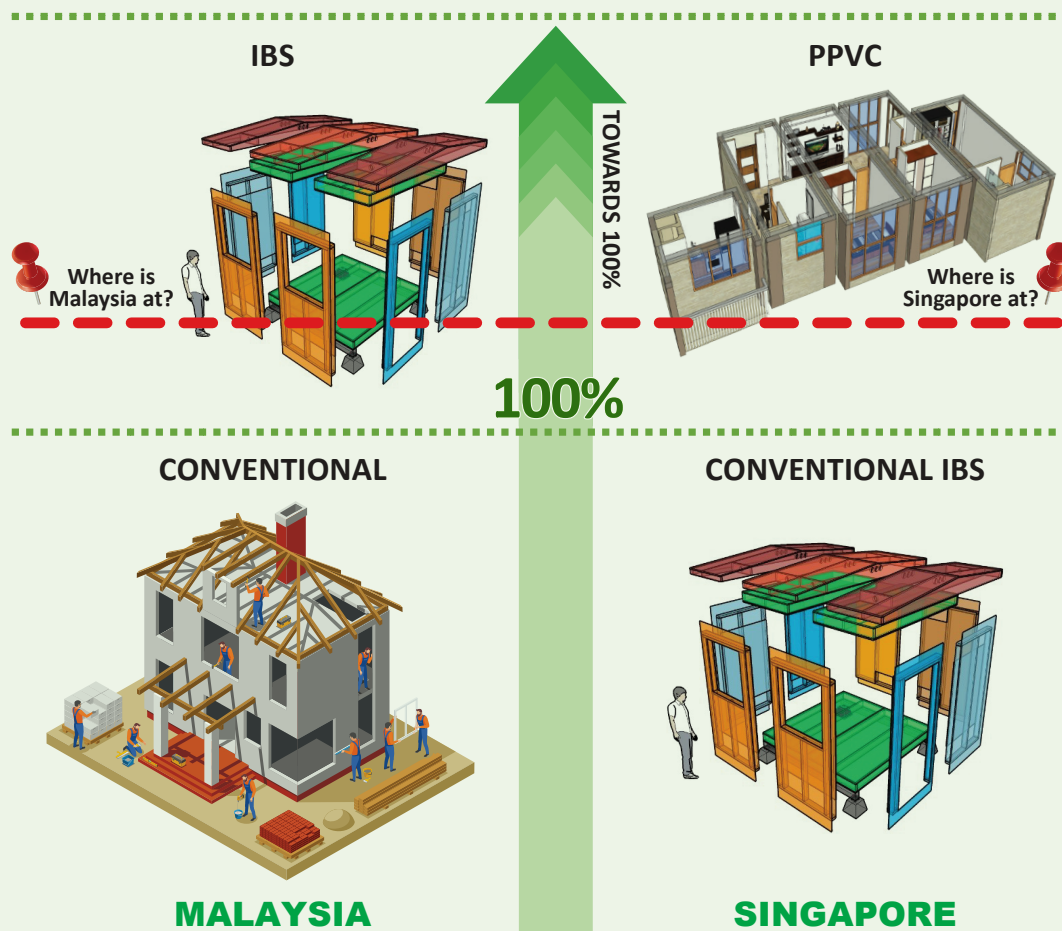 IBS
PPVC
TOWARDS 100%
Where is
Malaysia at?
Where is
Singapore at?
100%
CONVENTIONAL
CONVENTIONAL IBS
MALAYSIA
SINGAPORE